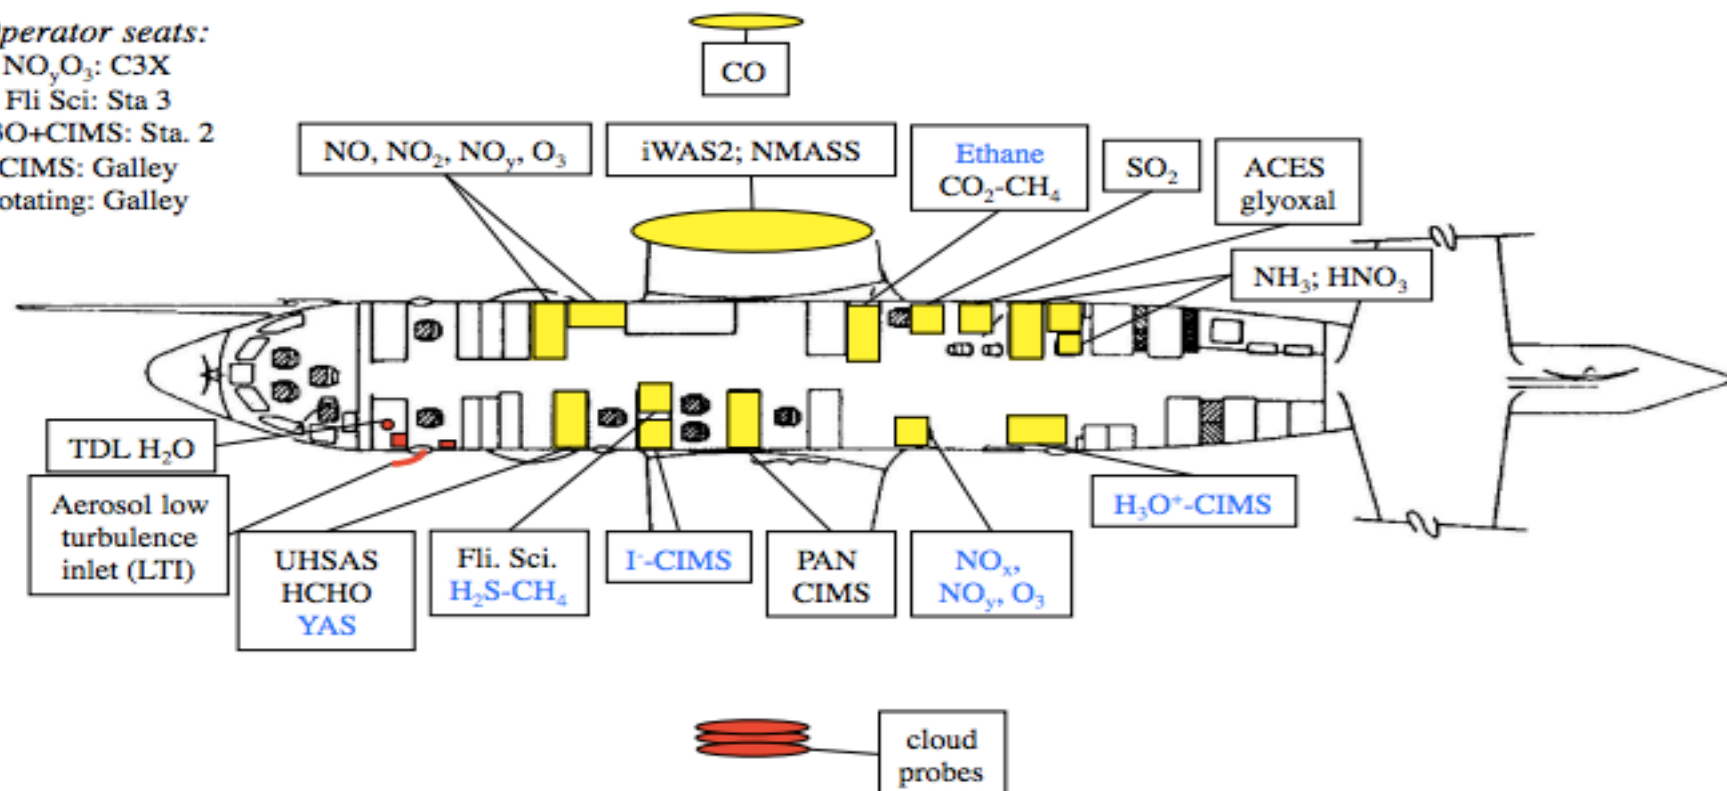 perator seats:
NOyO3: C3X
Fli Sci: Sta 3
O+CIMS: Sta. 2
CIMS: Galley
otating: Galley
CO
NO, NO2, NOy, O3
iWAS2; NMASS
Ethane
CO2-CH4
SO2
ACES
glyoxal
NH3; HNO3
TDL H2O
Aerosol low
turbulence
inlet (LTI)
UHSAS
HCHO
YAS
Fli. Sci.
H2S-CH4
I--CIMS
PAN
CIMS
NOx,
NOy, O3
H3O+-CIMS
cloud
probes